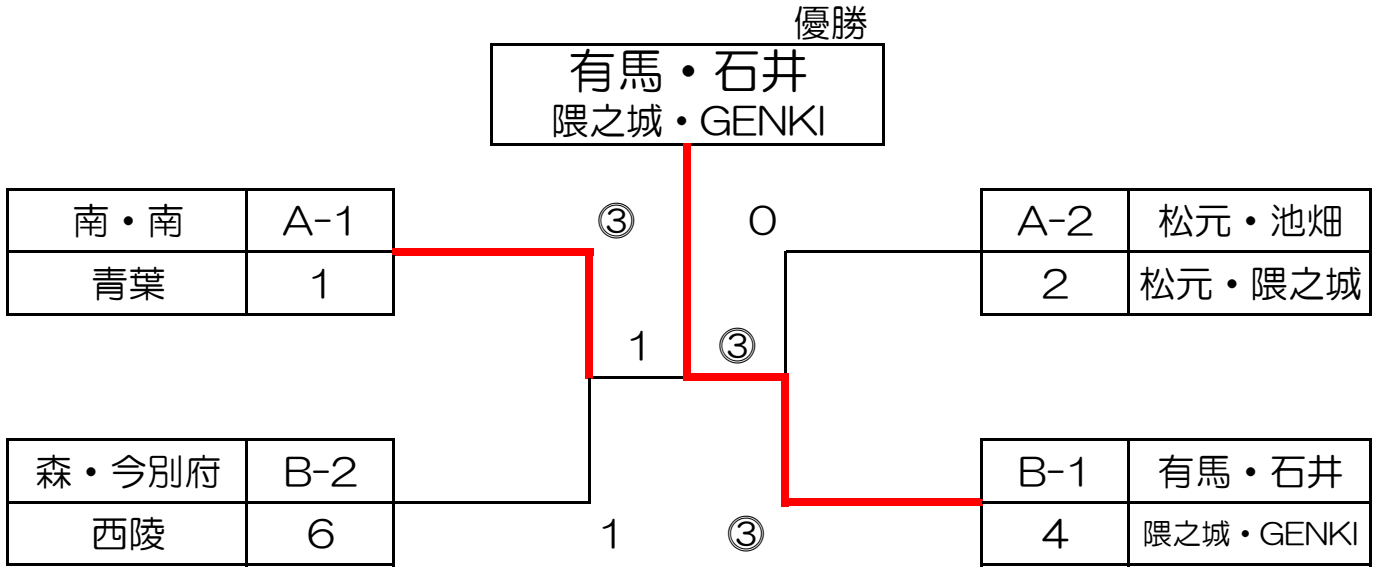 優勝
有馬・石井
隈之城・GENKI
南・南 A-1 ③ 0 A-2 松元・池畑
青葉 1 2 松元・隈之城
1 ③
森・今別府 B-2 B-1 有馬・石井
西陵 6 1 ③ 4 隈之城・GENKI